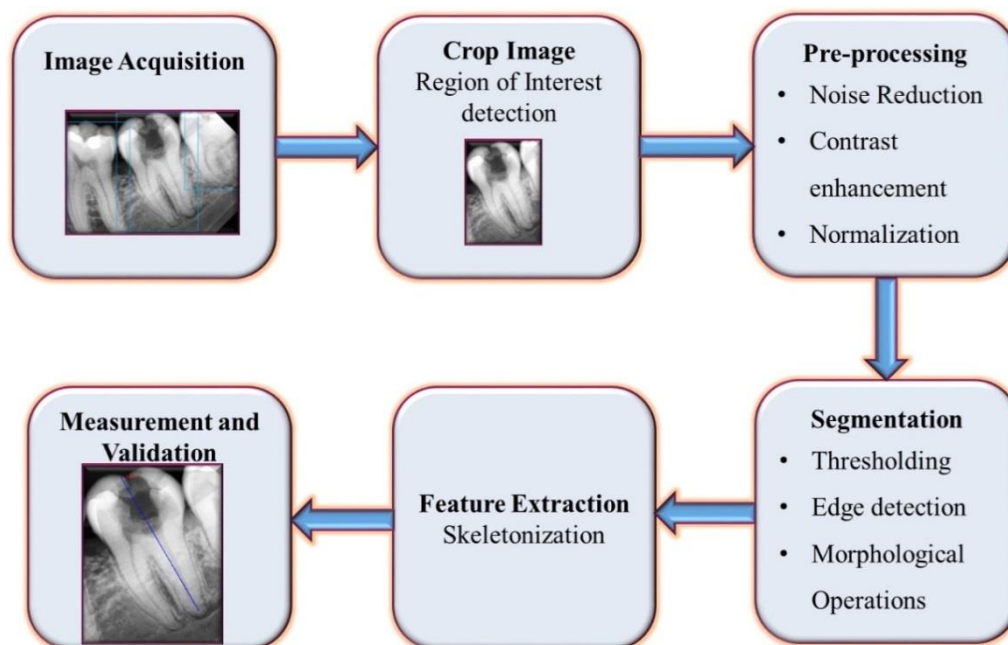 Image Acquisition
Crop Image
Region of Interest
detection
Pre-processing
• Noise Reduction
• Contrast
enhancement
• Normalization
Segmentation
• Thresholding
• Edge detection
• Morphological
Operations
Feature Extraction
Skeletonization
Measurement and
Validation